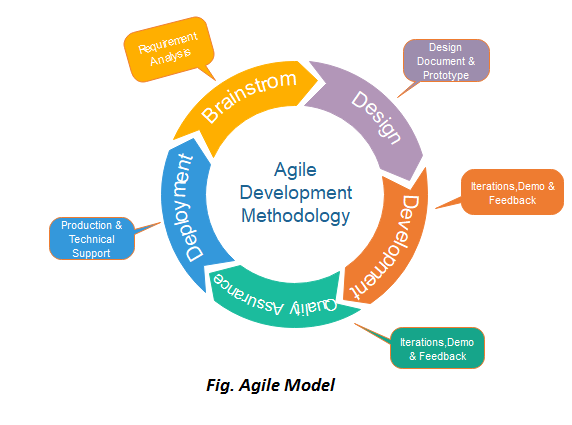 Requirement
Analysis
Brainstrom
Design
Design
Document &
Prototype
Agile
Development
Methodology
Development
Iterations,Demo &
Feedback
Quality Assurance
Iterations,Demo
& Feedback
Deployment
Production &
Technical
Support
Fig. Agile Model